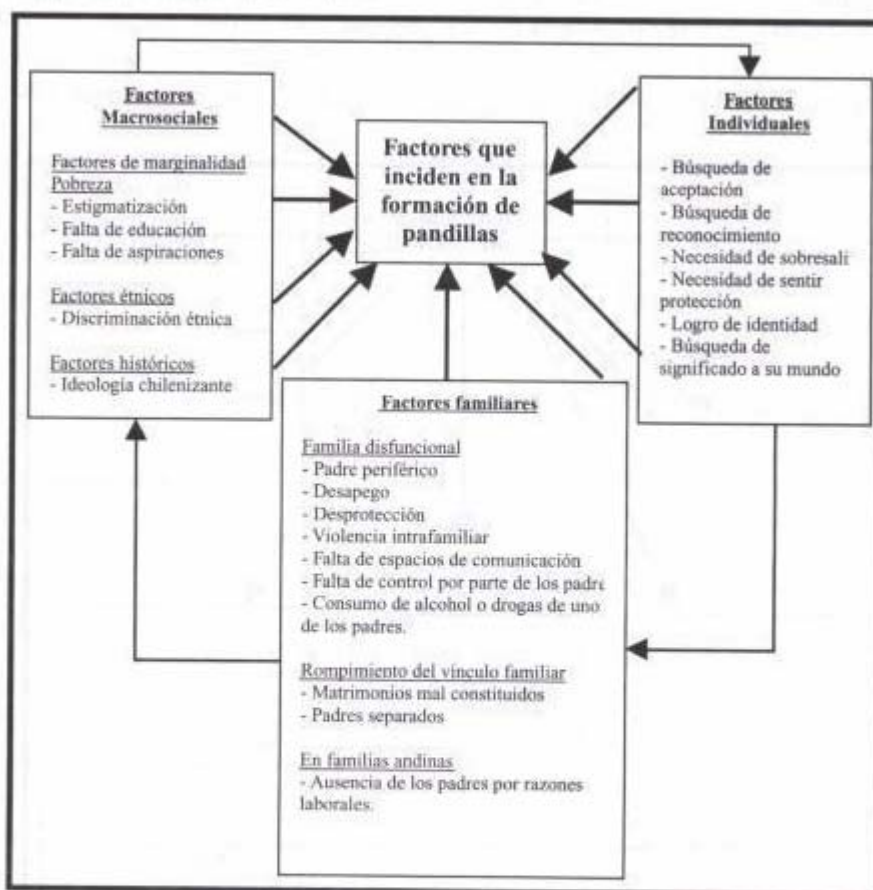 Factores
Macrosociales
Factores de marginalidad
Pobreza
- Estigmatización
- Falta de educación
- Falta de aspiraciones
Factores étnicos
- Discriminación étnica
Factores históricos
- Ideología chilenizante
Factores que
inciden en la
formación de
pandillas
Factores
Individuales
- Búsqueda de
aceptación
- Búsqueda de
reconocimiento
- Necesidad de sobresali
- Necesidad de sentir
protección
- Logro de identidad
- Búsqueda de
significado a su mundo
Factores familiares
Familia disfuncional
- Padre periférico
- Desapego
- Desprotección
- Violencia intrafamiliar
- Falta de espacios de comunicación
- Falta de control por parte de los padre
- Consumo de alcohol o drogas de uno
de los padres.
Rompimiento del vínculo familiar
- Matrimonios mal constituidos
- Padres separados
En familias andinas
- Ausencia de los padres por razones
laborales.